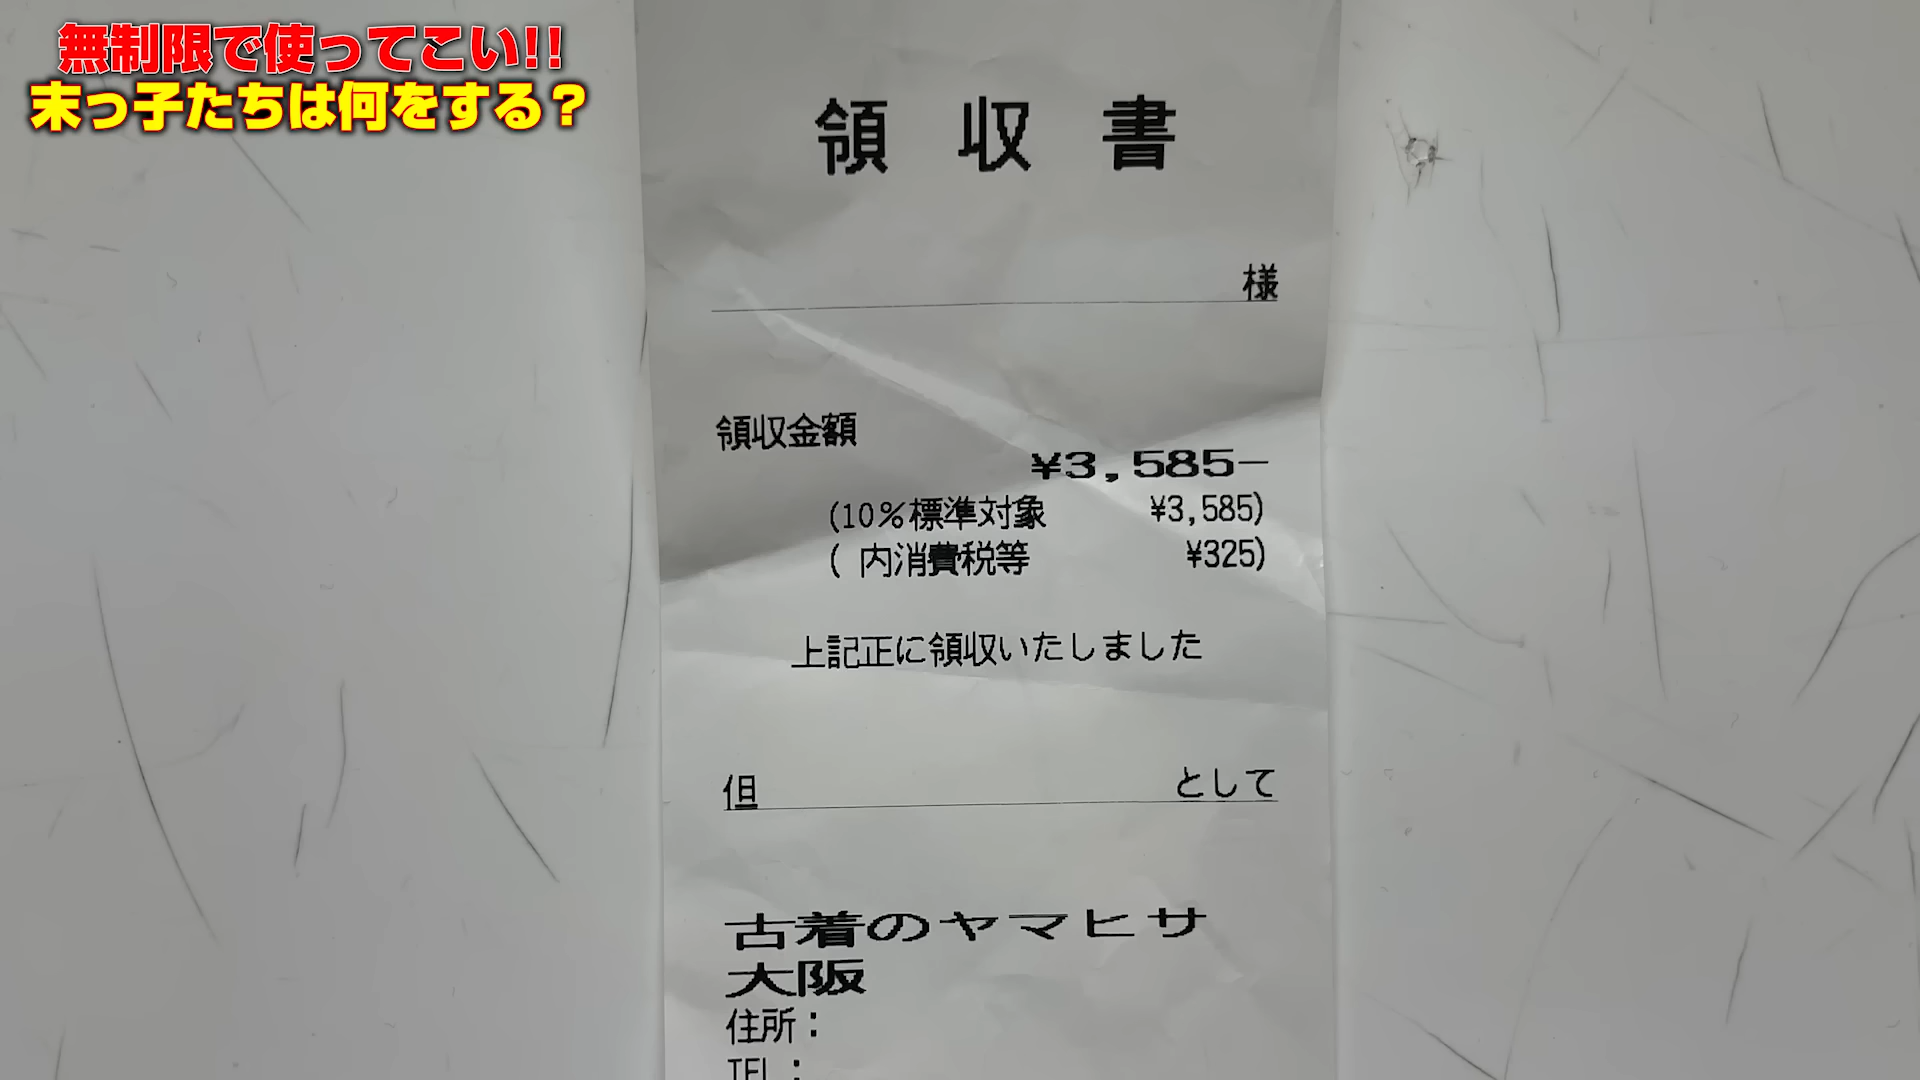 無制限で使ってこい!!
末っ子たちは何をする?
領収書
様
領収金額
¥3,585−
(10%標準対象 ¥3,585)
( 内消費税等 ¥325)
上記正に領収いたしました
但 として
古着のヤマヒサ
大阪
住所:
TEL: